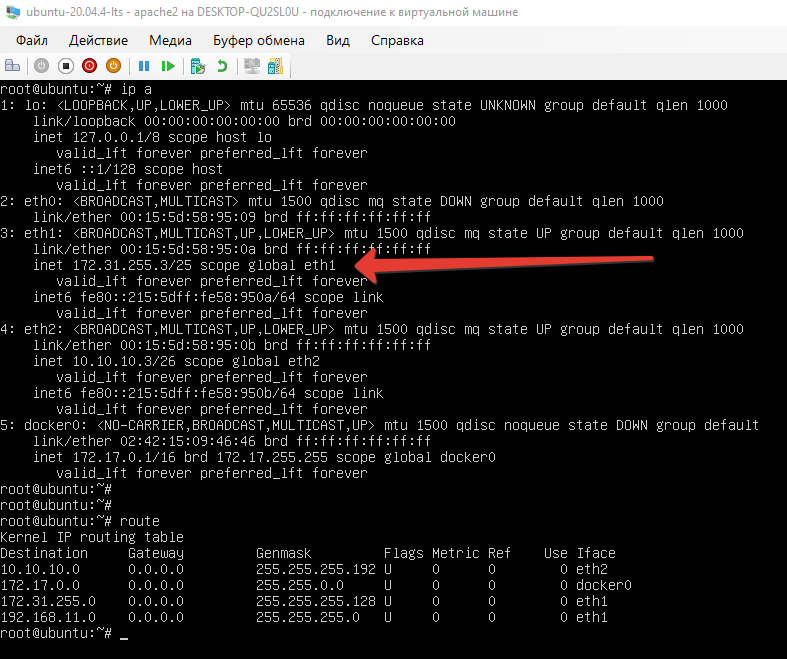 ubuntu-20.04.4-lts - apache2 на DESKTOP-QU2SL0U - подключение к виртуальной машине
Файл Действие Медиа Буфер обмена Вид Справка
root@ubuntu:~# ip a
1: lo: <LOOPBACK,UP,LOWER_UP> mtu 65536 qdisc noqueue state UNKNOWN group default qlen 1000
    link/loopback 00:00:00:00:00:00 brd 00:00:00:00:00:00
    inet 127.0.0.1/8 scope host lo
       valid_lft forever preferred_lft forever
    inet6 ::1/128 scope host
       valid_lft forever preferred_lft forever
2: eth0: <BROADCAST,MULTICAST> mtu 1500 qdisc mq state DOWN group default qlen 1000
    link/ether 00:15:5d:58:95:09 brd ff:ff:ff:ff:ff:ff
3: eth1: <BROADCAST,MULTICAST,UP,LOWER_UP> mtu 1500 qdisc mq state UP group default qlen 1000
    link/ether 00:15:5d:58:95:0a brd ff:ff:ff:ff:ff:ff
    inet 172.31.255.3/25 scope global eth1
       valid_lft forever preferred_lft forever
    inet6 fe80::215:5dff:fe58:950a/64 scope link
       valid_lft forever preferred_lft forever
4: eth2: <BROADCAST,MULTICAST,UP,LOWER_UP> mtu 1500 qdisc mq state UP group default qlen 1000
    link/ether 00:15:5d:58:95:0b brd ff:ff:ff:ff:ff:ff
    inet 10.10.10.3/26 scope global eth2
       valid_lft forever preferred_lft forever
    inet6 fe80::215:5dff:fe58:950b/64 scope link
       valid_lft forever preferred_lft forever
5: docker0: <NO-CARRIER,BROADCAST,MULTICAST,UP> mtu 1500 qdisc noqueue state DOWN group default
    link/ether 02:42:15:09:46:46 brd ff:ff:ff:ff:ff:ff
    inet 172.17.0.1/16 brd 172.17.255.255 scope global docker0
       valid_lft forever preferred_lft forever
root@ubuntu:~#
root@ubuntu:~#
root@ubuntu:~# route
Kernel IP routing table
Destination     Gateway         Genmask         Flags Metric Ref    Use Iface
10.10.10.0      0.0.0.0         255.255.255.192 U     0      0        0 eth2
172.17.0.0      0.0.0.0         255.255.0.0     U     0      0        0 docker0
172.31.255.0    0.0.0.0         255.255.255.128 U     0      0        0 eth1
192.168.11.0    0.0.0.0         255.255.255.0   U     0      0        0 eth1
root@ubuntu:~# _